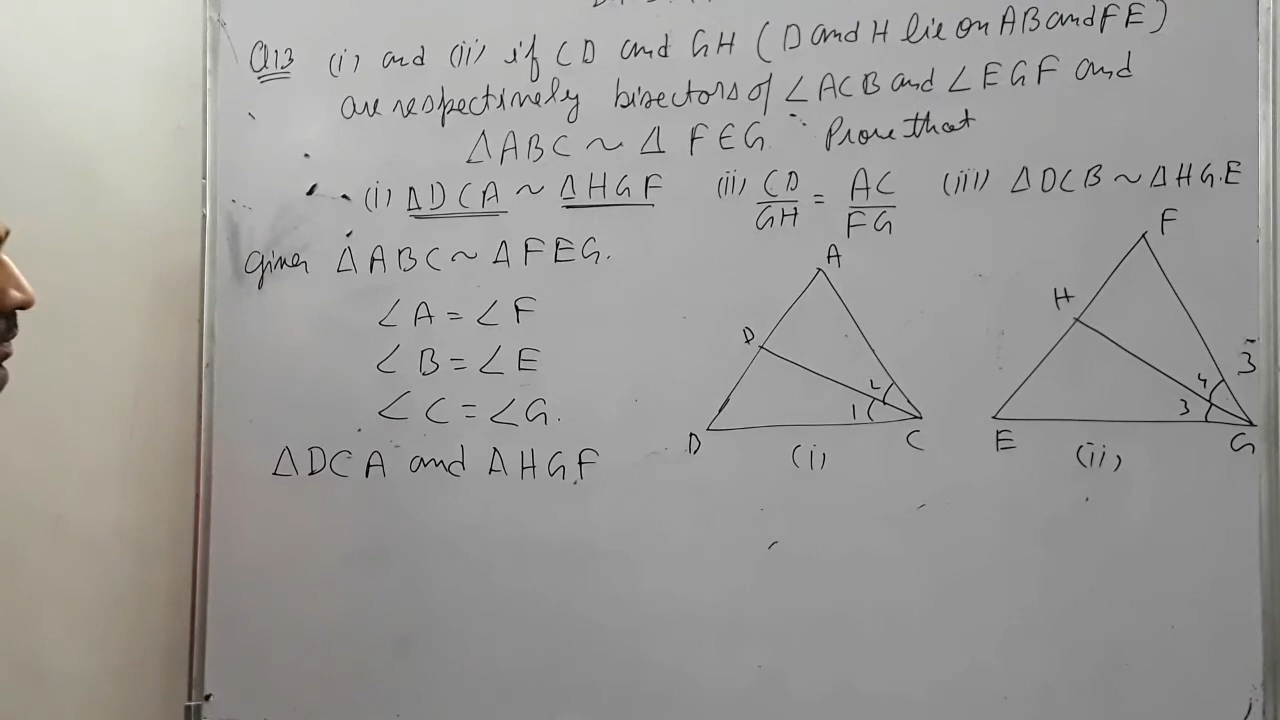 Q13 (i) and (ii) if CD and GH (D and H lie on AB and FE)
are respectively bisectors of ∠ACB and ∠EGF and
ΔABC ~ Δ FEG. Prove that
(i) ΔDCA ~ ΔHGF (ii) CD/GH = AC/FG (iii) ΔDCB ~ ΔHGE
given ΔABC ~ ΔFEG.
∠A = ∠F
∠B = ∠E
∠C = ∠G.
ΔDCA and ΔHGF
A
D
2
1
D
C
(i)
F
H
3
4
3
E
G
(ii)